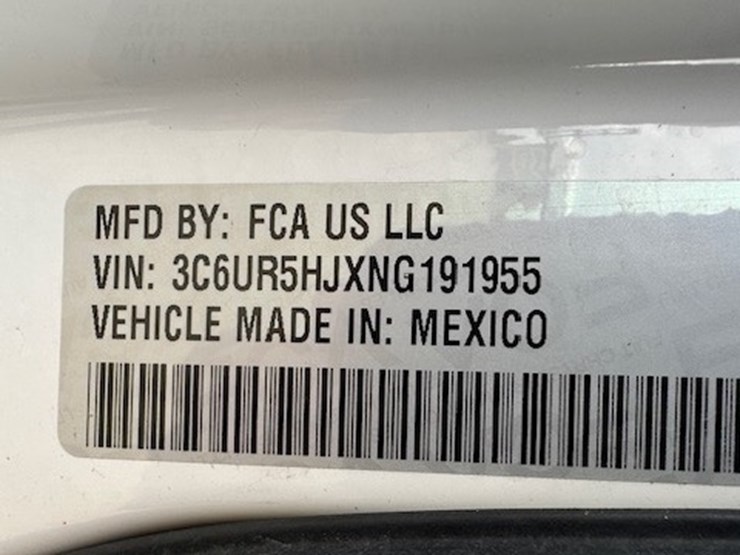 MFD BY: FCA US LLC
VIN: 3C6UR5HJXNG191955
VEHICLE MADE IN: MEXICO